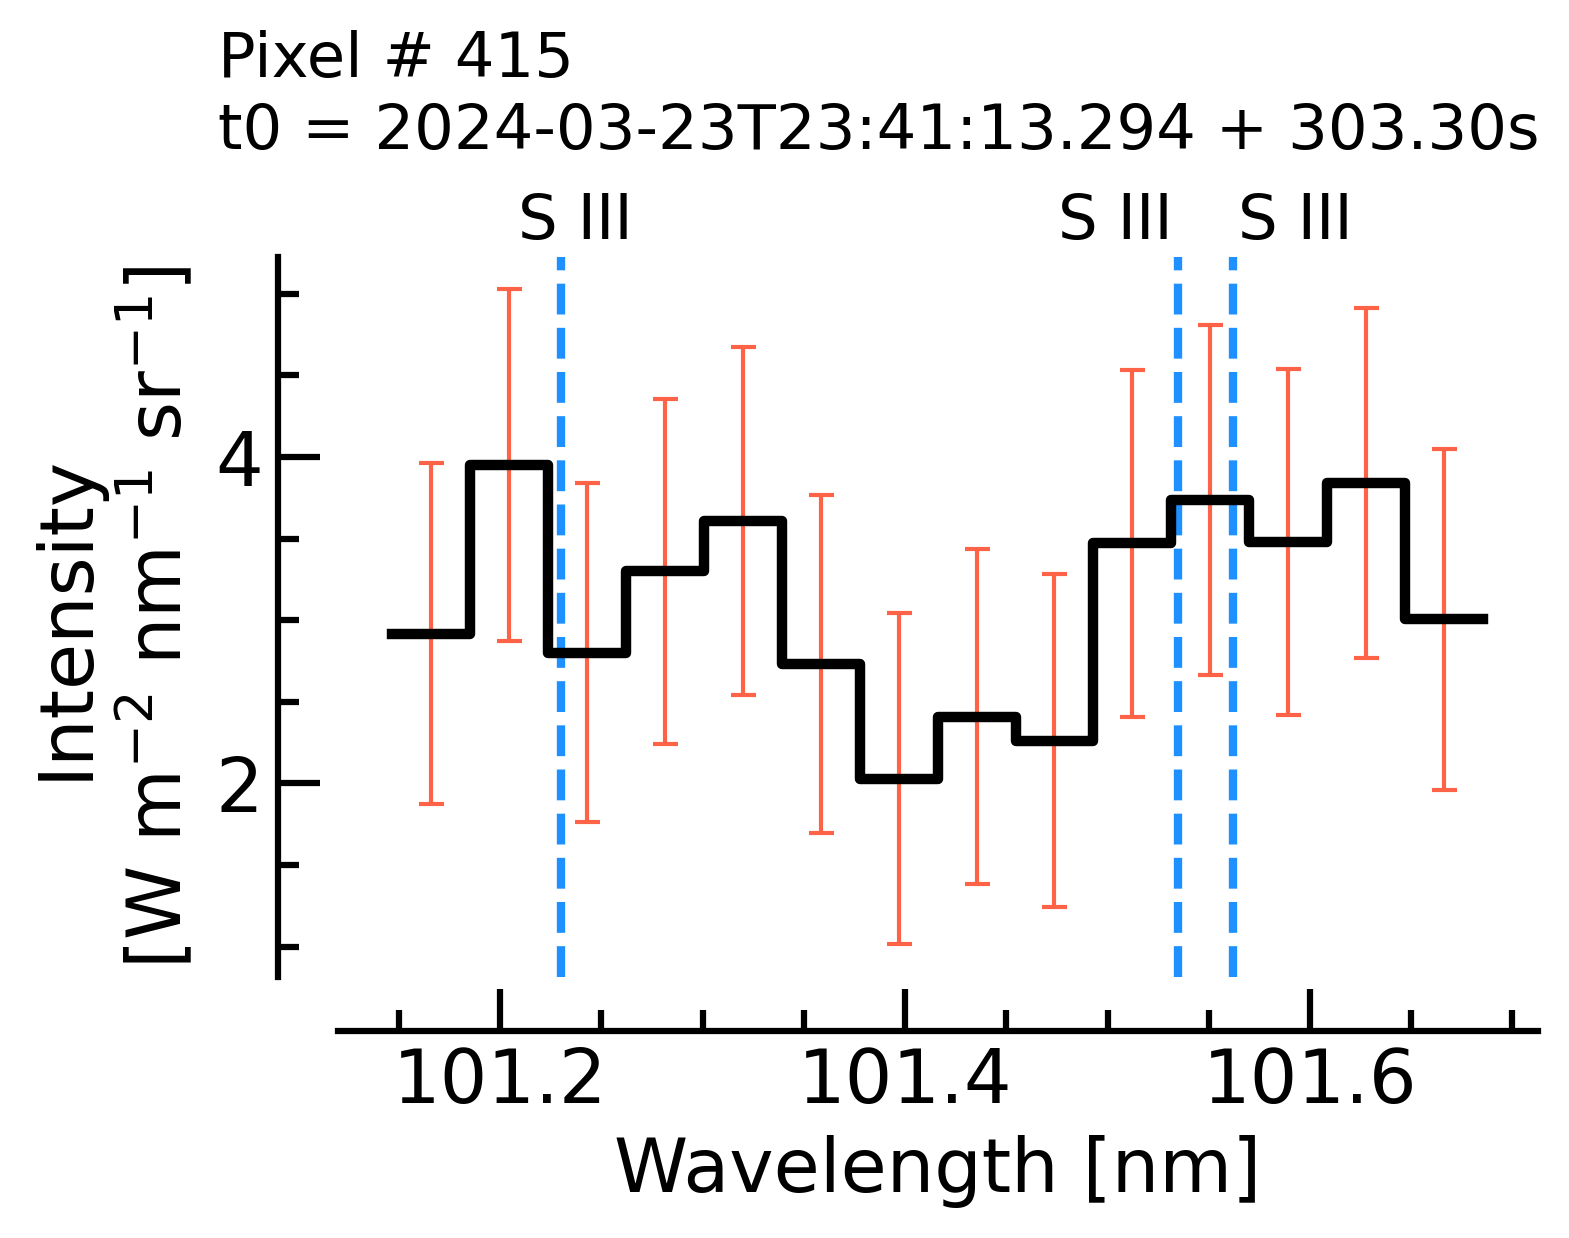 Pixel # 415
t0 = 2024-03-23T23:41:13.294 + 303.30s
S III S III S III
Intensity
[W m⁻² nm⁻¹ sr⁻¹]
4
2
101.2 101.4 101.6
Wavelength [nm]